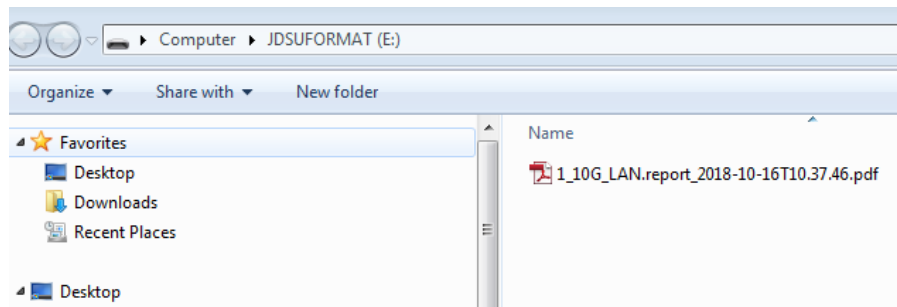 Computer JDSUFORMAT (E:)
Organize Share with New folder
Name
Favorites
Desktop
Downloads
Recent Places
Desktop
1_10G_LAN.report_2018-10-16T10.37.46.pdf